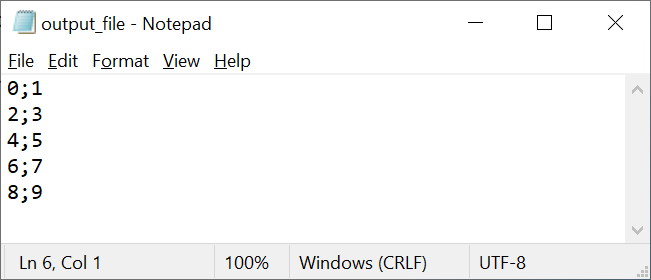 output_file - Notepad
File Edit Format View Help
0;1
2;3
4;5
6;7
8;9
Ln 6, Col 1 100% Windows (CRLF) UTF-8